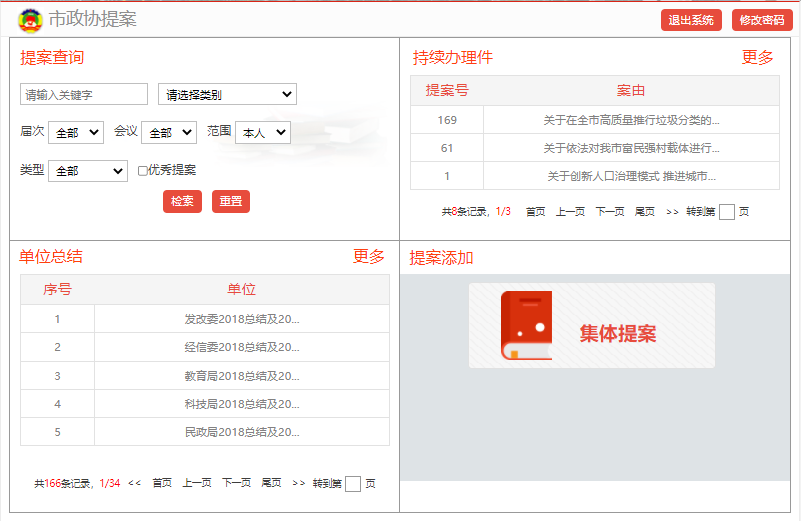 市政协提案
退出系统 修改密码
提案查询
请输入关键字 请选择类别
届次 全部 会议 全部 范围 本人
类型 全部 优秀提案
检索 重置
持续办理件 更多
提案号 案由
169 关于在全市高质量推行垃圾分类的...
61 关于依法对我市富民强村载体进行...
1 关于创新人口治理模式 推进城市...
共8条记录，1/3 首页 上一页 下一页 尾页 >> 转到第 页
单位总结 更多
序号 单位
1 发改委2018总结及20...
2 经信委2018总结及20...
3 教育局2018总结及20...
4 科技局2018总结及20...
5 民政局2018总结及20...
共166条记录，1/34 << 首页 上一页 下一页 尾页 >> 转到第 页
提案添加
集体提案